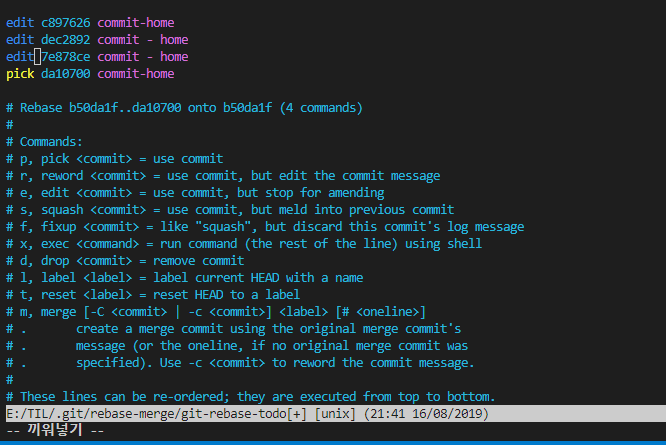 edit c897626 commit-home
edit dec2892 commit - home
edit 7e878ce commit - home
pick da10700 commit-home
# Rebase b50da1f..da10700 onto b50da1f (4 commands)
#
# Commands:
# p, pick <commit> = use commit
# r, reword <commit> = use commit, but edit the commit message
# e, edit <commit> = use commit, but stop for amending
# s, squash <commit> = use commit, but meld into previous commit
# f, fixup <commit> = like "squash", but discard this commit's log message
# x, exec <command> = run command (the rest of the line) using shell
# d, drop <commit> = remove commit
# l, label <label> = label current HEAD with a name
# t, reset <label> = reset HEAD to a label
# m, merge [-C <commit> | -c <commit>] <label> [# <oneline>]
# .       create a merge commit using the original merge commit's
# .       message (or the oneline, if no original merge commit was
# .       specified). Use -c <commit> to reword the commit message.
#
# These lines can be re-ordered; they are executed from top to bottom.
E:/TIL/.git/rebase-merge/git-rebase-todo[+] [unix] (21:41 16/08/2019)
-- 끼워넣기 --